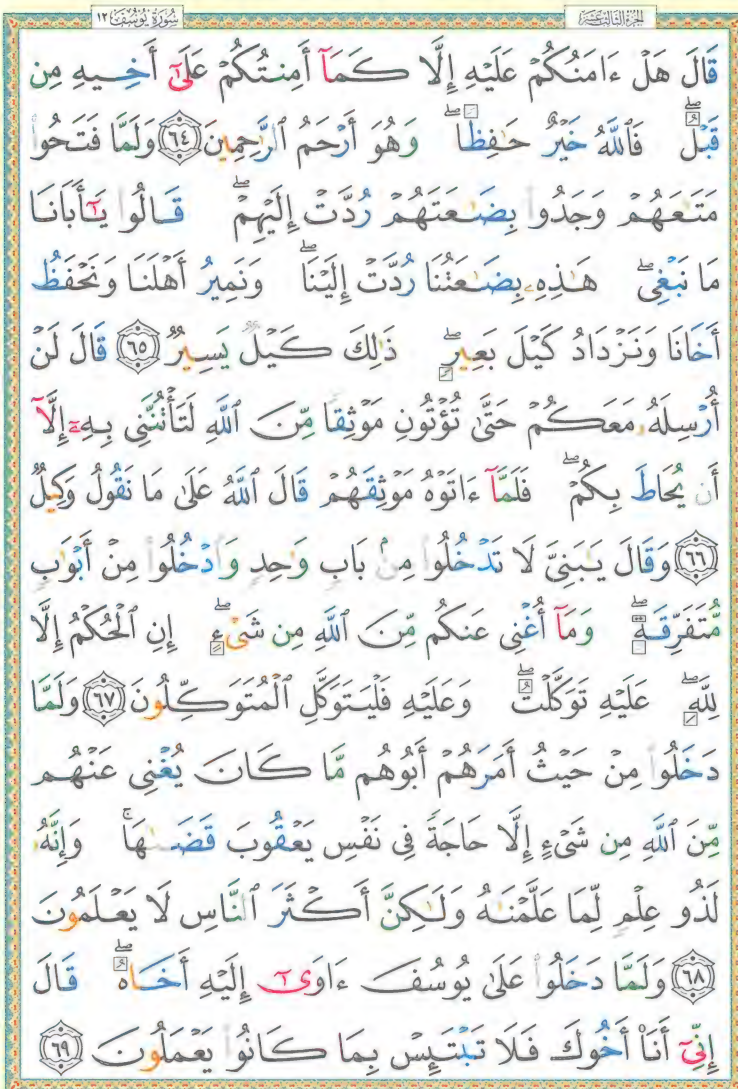 سُورَةُ يُوسُفَ ١٢
الجُزْءُ الثَّالِثَ عَشَرَ
قَالَ هَلْ ءَامَنُكُمْ عَلَيْهِ إِلَّا كَمَآ أَمِنتُكُمْ عَلَىٰٓ أَخِيهِ مِن
قَبْلُ ۖ فَٱللَّهُ خَيْرٌ حَٰفِظًا ۖ وَهُوَ أَرْحَمُ ٱلرَّٰحِمِينَ ٦٤ وَلَمَّا فَتَحُوا۟
مَتَٰعَهُمْ وَجَدُوا۟ بِضَٰعَتَهُمْ رُدَّتْ إِلَيْهِمْ ۖ قَالُوا۟ يَٰٓأَبَانَا
مَا نَبْغِى ۖ هَٰذِهِۦ بِضَٰعَتُنَا رُدَّتْ إِلَيْنَا ۖ وَنَمِيرُ أَهْلَنَا وَنَحْفَظُ
أَخَانَا وَنَزْدَادُ كَيْلَ بَعِيرٍ ۖ ذَٰلِكَ كَيْلٌ يَسِيرٌ ٦٥ قَالَ لَنْ
أُرْسِلَهُۥ مَعَكُمْ حَتَّىٰ تُؤْتُونِ مَوْثِقًا مِّنَ ٱللَّهِ لَتَأْتُنَّنِى بِهِۦٓ إِلَّآ
أَن يُحَاطَ بِكُمْ ۖ فَلَمَّآ ءَاتَوْهُ مَوْثِقَهُمْ قَالَ ٱللَّهُ عَلَىٰ مَا نَقُولُ وَكِيلٌ
٦٦ وَقَالَ يَٰبَنِىَّ لَا تَدْخُلُوا۟ مِنۢ بَابٍ وَٰحِدٍ وَٱدْخُلُوا۟ مِنْ أَبْوَٰبٍ
مُّتَفَرِّقَةٍ ۖ وَمَآ أُغْنِى عَنكُم مِّنَ ٱللَّهِ مِن شَىْءٍ ۖ إِنِ ٱلْحُكْمُ إِلَّا
لِلَّهِ ۖ عَلَيْهِ تَوَكَّلْتُ ۖ وَعَلَيْهِ فَلْيَتَوَكَّلِ ٱلْمُتَوَكِّلُونَ ٦٧ وَلَمَّا
دَخَلُوا۟ مِنْ حَيْثُ أَمَرَهُمْ أَبُوهُم مَّا كَانَ يُغْنِى عَنْهُم
مِّنَ ٱللَّهِ مِن شَىْءٍ إِلَّا حَاجَةً فِى نَفْسِ يَعْقُوبَ قَضَىٰهَا ۚ وَإِنَّهُۥ
لَذُو عِلْمٍ لِّمَا عَلَّمْنَٰهُ وَلَٰكِنَّ أَكْثَرَ ٱلنَّاسِ لَا يَعْلَمُونَ
٦٨ وَلَمَّا دَخَلُوا۟ عَلَىٰ يُوسُفَ ءَاوَىٰٓ إِلَيْهِ أَخَاهُ ۖ قَالَ
إِنِّىٓ أَنَا۠ أَخُوكَ فَلَا تَبْتَئِسْ بِمَا كَانُوا۟ يَعْمَلُونَ ٦٩